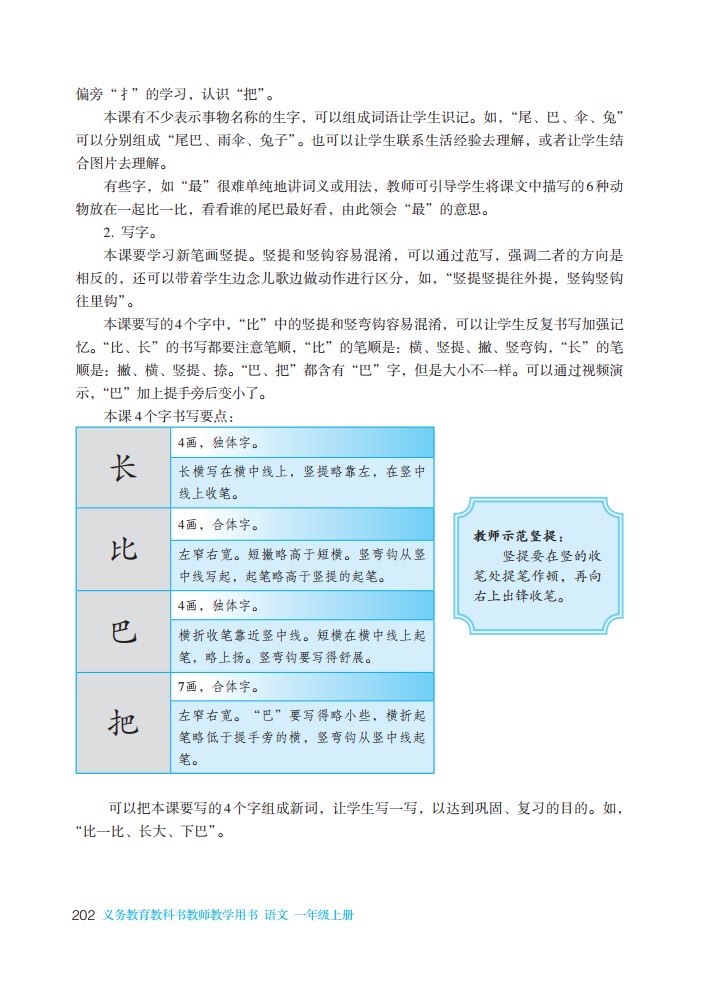 偏旁“扌”的学习，认识“把”。
本课有不少表示事物名称的生字，可以组成词语让学生识记。如，“尾、巴、伞、兔”
可以分别组成“尾巴、雨伞、兔子”。也可以让学生联系生活经验去理解，或者让学生结
合图片去理解。
有些字，如“最”很难单纯地讲词义或用法，教师可引导学生将课文中描写的6种动
物放在一起比一比，看看谁的尾巴最好看，由此领会“最”的意思。
2. 写字。
本课要学习新笔画竖提。竖提和竖钩容易混淆，可以通过范写，强调二者的方向是
相反的，还可以带着学生边念儿歌边做动作进行区分，如，“竖提竖提往外提，竖钩竖钩
往里钩”。
本课要写的4个字中，“比”中的竖提和竖弯钩容易混淆，可以让学生反复书写加强记
忆。“比、长”的书写都要注意笔顺，“比”的笔顺是：横、竖提、撇、竖弯钩，“长”的笔
顺是：撇、横、竖提、捺。“巴、把”都含有“巴”字，但是大小不一样。可以通过视频演
示，“巴”加上提手旁后变小了。
本课4个字书写要点：
长
4画，独体字。
长横写在横中线上，竖提略靠左，在竖中
线上收笔。
比
4画，合体字。
左窄右宽。短撇略高于短横。竖弯钩从竖
中线写起，起笔略高于竖提的起笔。
巴
4画，独体字。
横折收笔靠近竖中线。短横在横中线上起
笔，略上扬。竖弯钩要写得舒展。
把
7画，合体字。
左窄右宽。“巴”要写得略小些，横折起
笔略低于提手旁的横，竖弯钩从竖中线起
笔。
教师示范竖提：
竖提要在竖的收
笔处提笔作顿，再向
右上出锋收笔。
可以把本课要写的4个字组成新词，让学生写一写，以达到巩固、复习的目的。如，
“比一比、长大、下巴”。
202 义务教育教科书教师教学用书 语文 一年级上册